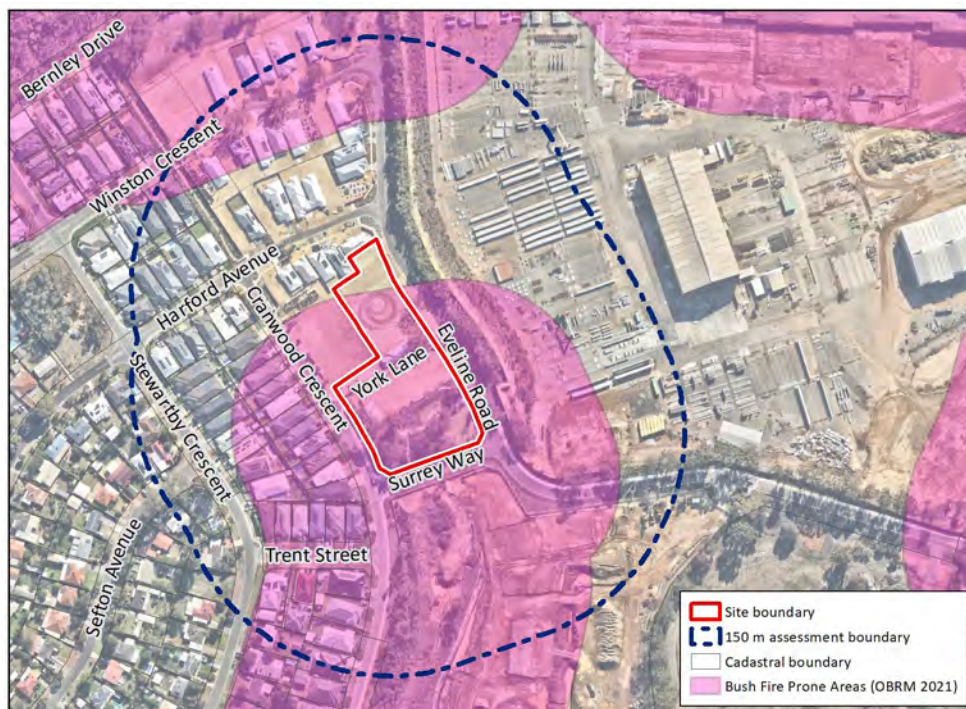 Bernley Drive
Winston Crescent
Harford Avenue
Cranwood Crescent
Stewartby Crescent
York Lane
Eveline Road
Surrey Way
Trent Street
Sefton Avenue
Site boundary
150 m assessment boundary
Cadastral boundary
Bush Fire Prone Areas (OBRM 2021)